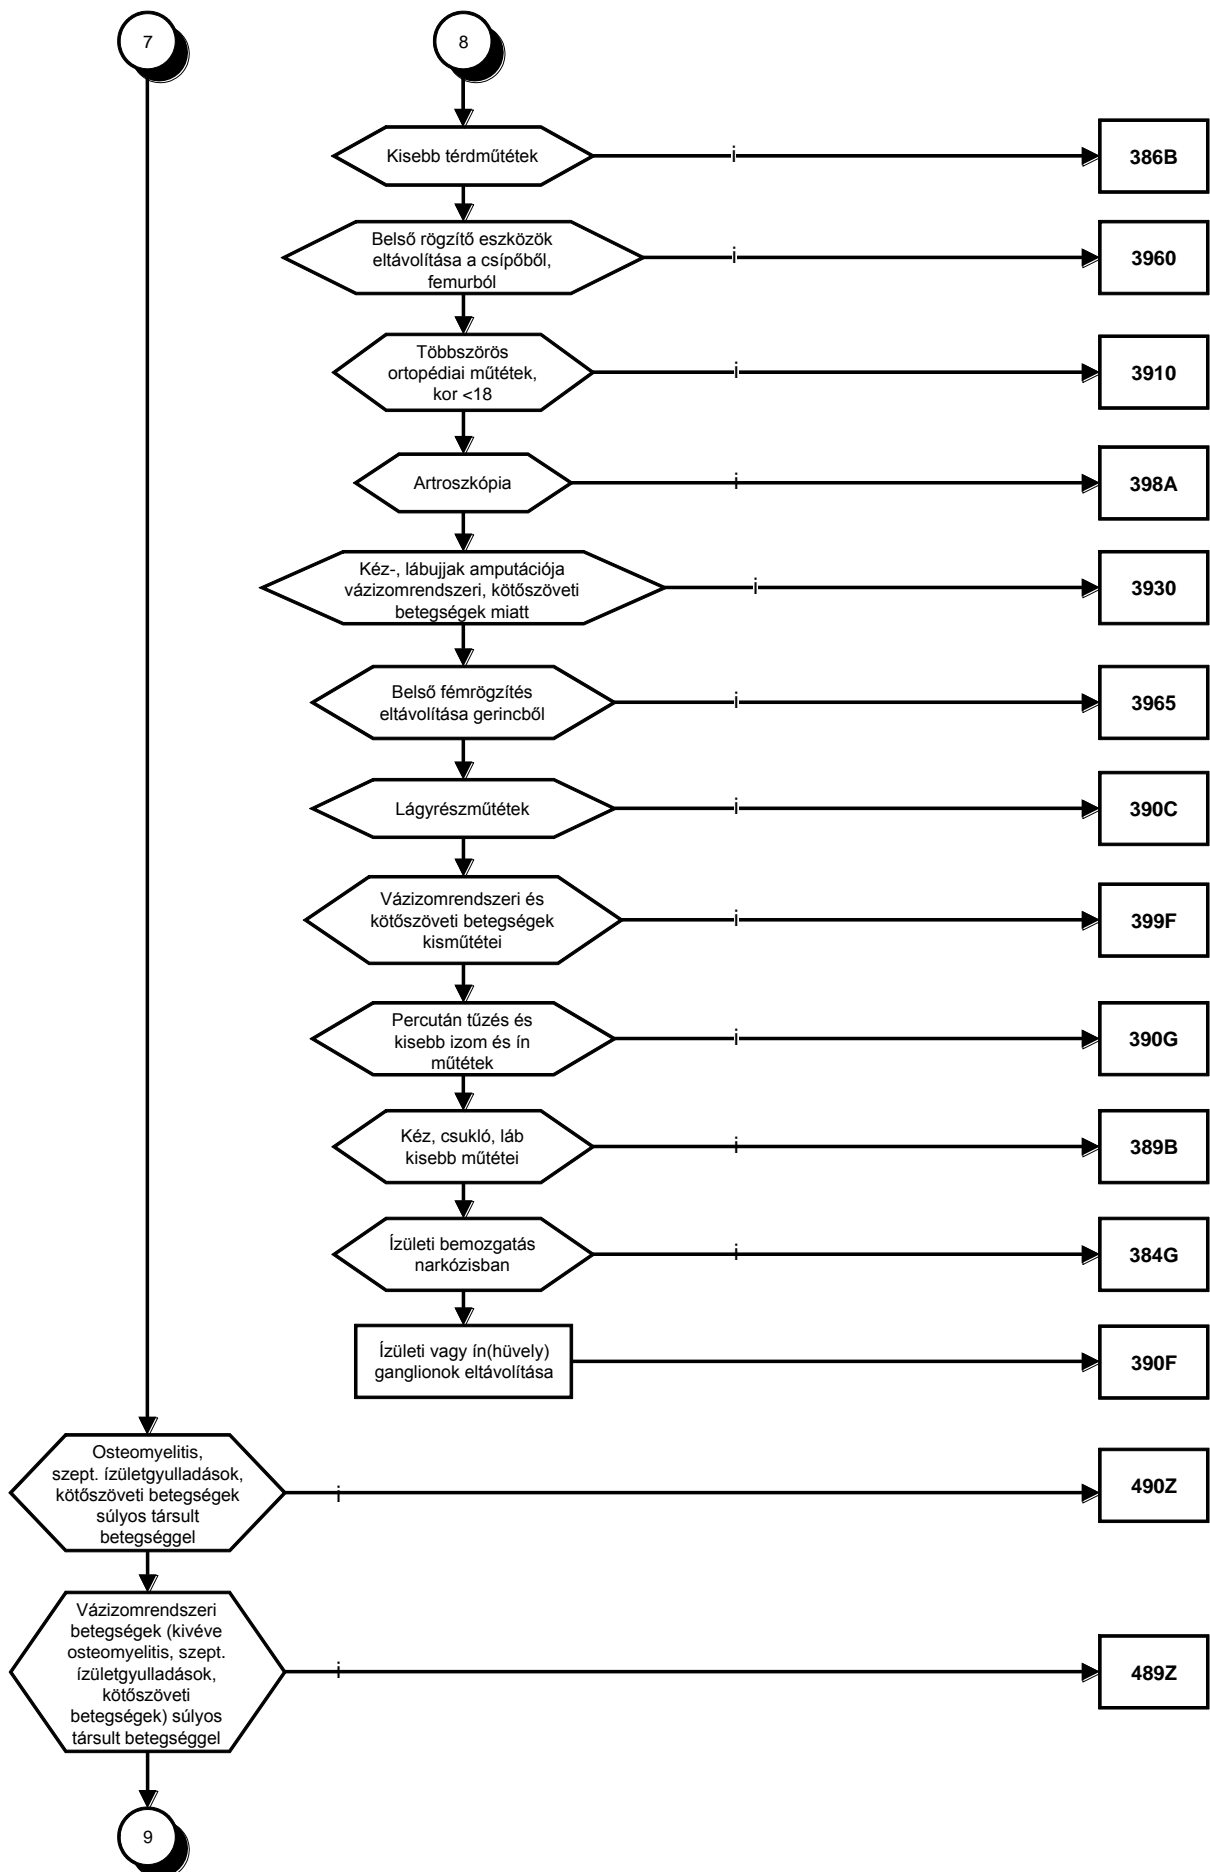 7
8
Kisebb térdműtétek
i
386B
Belső rögzítő eszközök
eltávolítása a csípőből,
femurból
i
3960
Többszörös
ortopédiai műtétek,
kor <18
i
3910
Artroszkópia
i
398A
Kéz-, lábujjak amputációja
vázizomrendszeri, kötőszöveti
betegségek miatt
i
3930
Belső fémrögzítés
eltávolítása gerincből
i
3965
Lágyrészműtétek
i
390C
Vázizomrendszeri és
kötőszöveti betegségek
kisműtétei
i
399F
Percután tűzés és
kisebb izom és ín
műtétek
i
390G
Kéz, csukló, láb
kisebb műtétei
i
389B
Ízületi bemozgatás
narkózisban
i
384G
Ízületi vagy ín(hüvely)
ganglionok eltávolítása
390F
Osteomyelitis,
szept. ízületgyulladások,
kötőszöveti betegségek
súlyos társult
betegséggel
i
490Z
Vázizomrendszeri
betegségek (kivéve
osteomyelitis, szept.
ízületgyulladások,
kötőszöveti
betegségek) súlyos
társult betegséggel
i
489Z
9